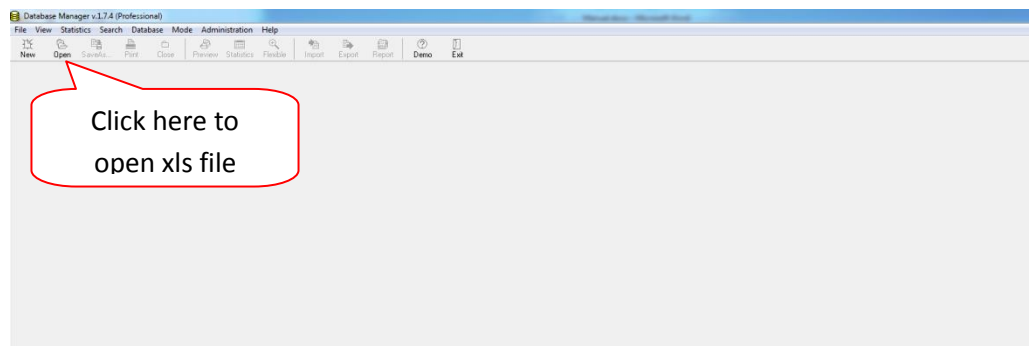 Database Manager v.1.7.4 (Professional)
File View Statistics Search Database Mode Administration Help
New Open SaveAs... Print Close Preview Statistics Flexible Import Export Report Demo Exit
Click here to
open xls file